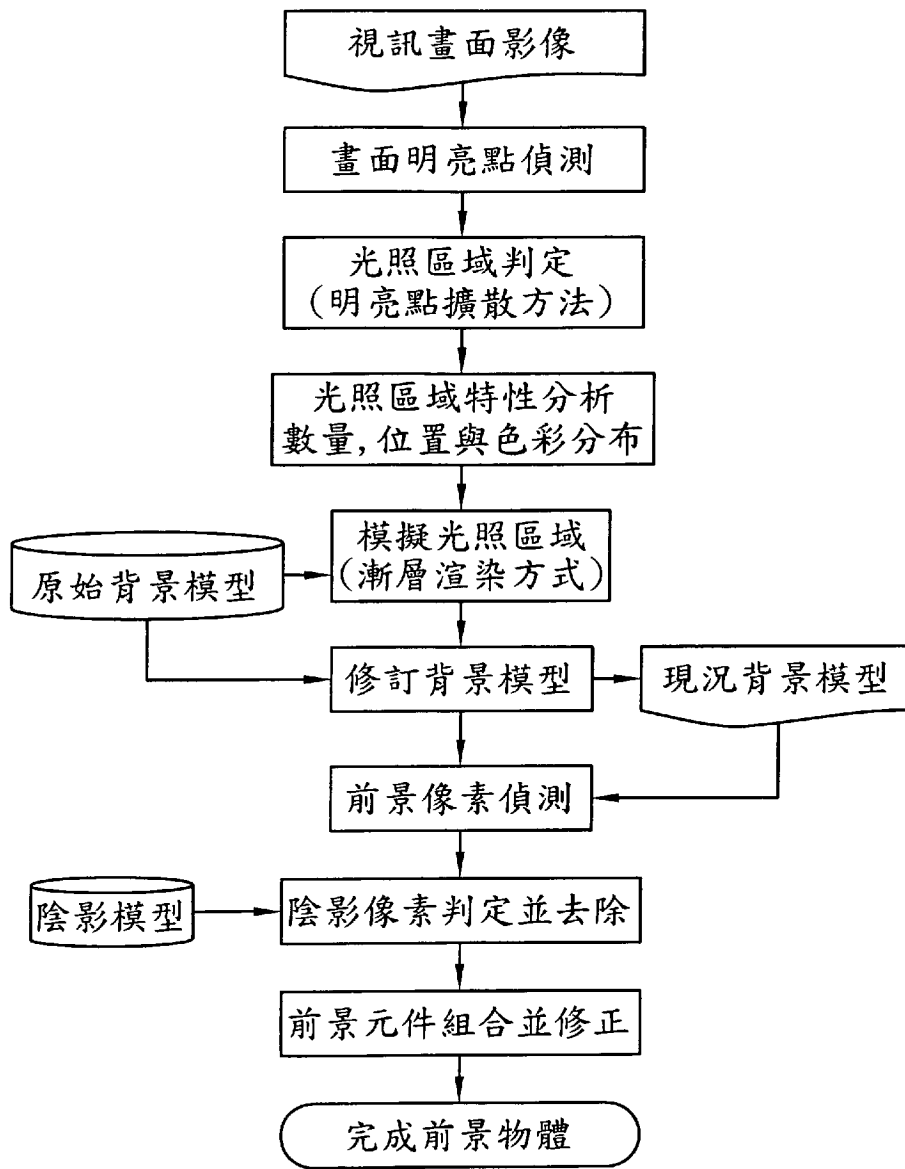 視訊畫面影像
畫面明亮點偵測
光照區域判定
(明亮點擴散方法)
光照區域特性分析
數量,位置與色彩分布
模擬光照區域
(漸層渲染方式)
原始背景模型
修訂背景模型
現況背景模型
前景像素偵測
陰影模型
陰影像素判定並去除
前景元件組合並修正
完成前景物體